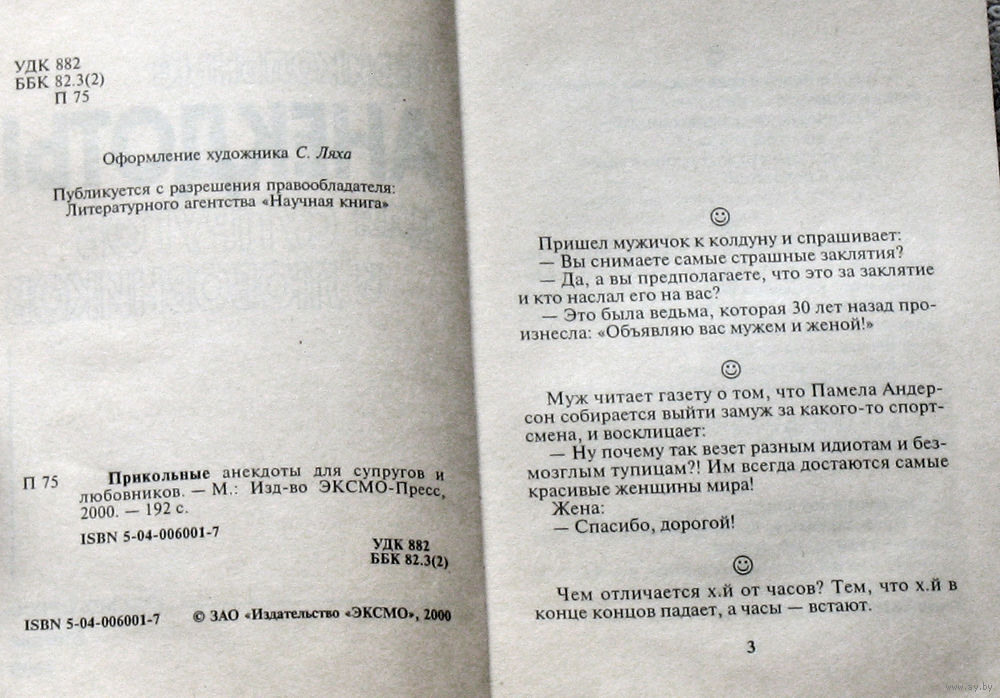 УДК 882
ББК 82.3(2)
П 75
Оформление художника С. Ляха
Публикуется с разрешения правообладателя:
Литературного агентства «Научная книга»
П 75
Прикольные анекдоты для супругов и
любовников. — М.: Изд-во ЭКСМО-Пресс,
2000. — 192 с.
ISBN 5-04-006001-7
УДК 882
ББК 82.3(2)
ISBN 5-04-006001-7
© ЗАО «Издательство «ЭКСМО», 2000
Пришел мужичок к колдуну и спрашивает:
— Вы снимаете самые страшные заклятия?
— Да, а вы предполагаете, что это за заклятие
и кто наслал его на вас?
— Это была ведьма, которая 30 лет назад про-
изнесла: «Объявляю вас мужем и женой!»
Муж читает газету о том, что Памела Андер-
сон собирается выйти замуж за какого-то спорт-
смена, и восклицает:
— Ну почему так везет разным идиотам и без-
мозглым тупицам?! Им всегда достаются самые
красивые женщины мира!
Жена:
— Спасибо, дорогой!
Чем отличается х.й от часов? Тем, что х.й в
конце концов падает, а часы — встают.
3
www.ay.by